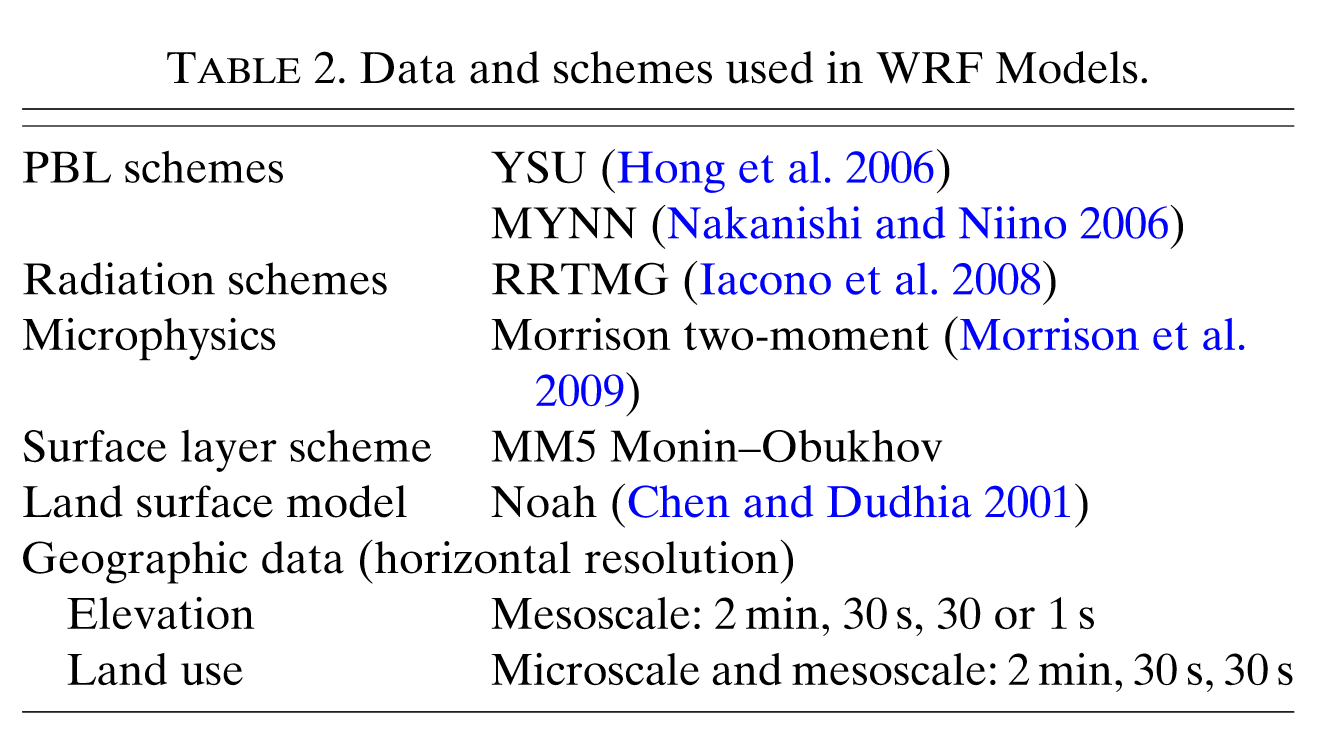 TABLE 2. Data and schemes used in WRF Models.
PBL schemes YSU (Hong et al. 2006)
MYNN (Nakanishi and Niino 2006)
Radiation schemes RRTMG (Iacono et al. 2008)
Microphysics Morrison two-moment (Morrison et al.
2009)
Surface layer scheme MM5 Monin–Obukhov
Land surface model Noah (Chen and Dudhia 2001)
Geographic data (horizontal resolution)
Elevation Mesoscale: 2 min, 30 s, 30 or 1 s
Land use Microscale and mesoscale: 2 min, 30 s, 30 s